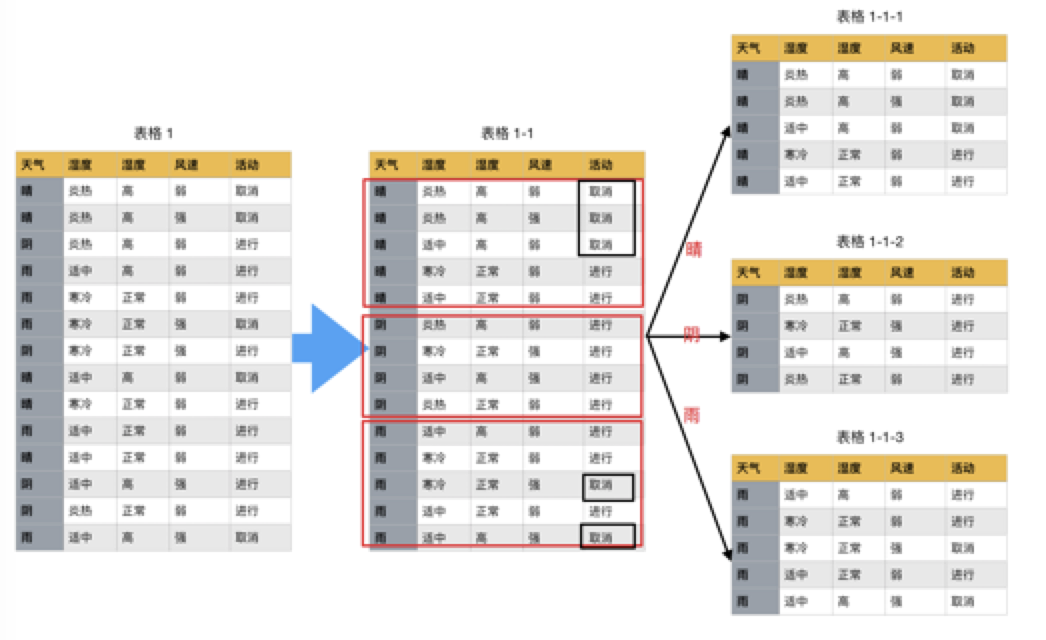 表格 1
天气 湿度 湿度 风速 活动
晴 炎热 高 弱 取消
晴 炎热 高 强 取消
阴 炎热 高 弱 进行
雨 适中 高 弱 进行
雨 寒冷 正常 弱 进行
雨 寒冷 正常 强 取消
阴 寒冷 正常 强 进行
晴 适中 高 弱 取消
晴 寒冷 正常 弱 进行
雨 适中 正常 弱 进行
晴 适中 正常 弱 进行
阴 适中 高 强 进行
阴 炎热 正常 弱 进行
雨 适中 高 强 取消
表格 1-1
天气 湿度 湿度 风速 活动
晴 炎热 高 弱 取消
晴 炎热 高 强 取消
晴 适中 高 弱 取消
晴 寒冷 正常 弱 进行
晴 适中 正常 弱 进行
阴 炎热 高 弱 进行
阴 寒冷 正常 强 进行
阴 适中 高 强 进行
阴 炎热 正常 弱 进行
雨 适中 高 弱 进行
雨 寒冷 正常 弱 进行
雨 寒冷 正常 强 取消
雨 适中 正常 弱 进行
雨 适中 高 强 取消
晴
阴
雨
表格 1-1-1
天气 湿度 湿度 风速 活动
晴 炎热 高 弱 取消
晴 炎热 高 强 取消
晴 适中 高 弱 取消
晴 寒冷 正常 弱 进行
晴 适中 正常 弱 进行
表格 1-1-2
天气 湿度 湿度 风速 活动
阴 炎热 高 弱 进行
阴 寒冷 正常 强 进行
阴 适中 高 强 进行
阴 炎热 正常 弱 进行
表格 1-1-3
天气 湿度 湿度 风速 活动
雨 适中 高 弱 进行
雨 寒冷 正常 弱 进行
雨 寒冷 正常 强 取消
雨 适中 正常 弱 进行
雨 适中 高 强 取消